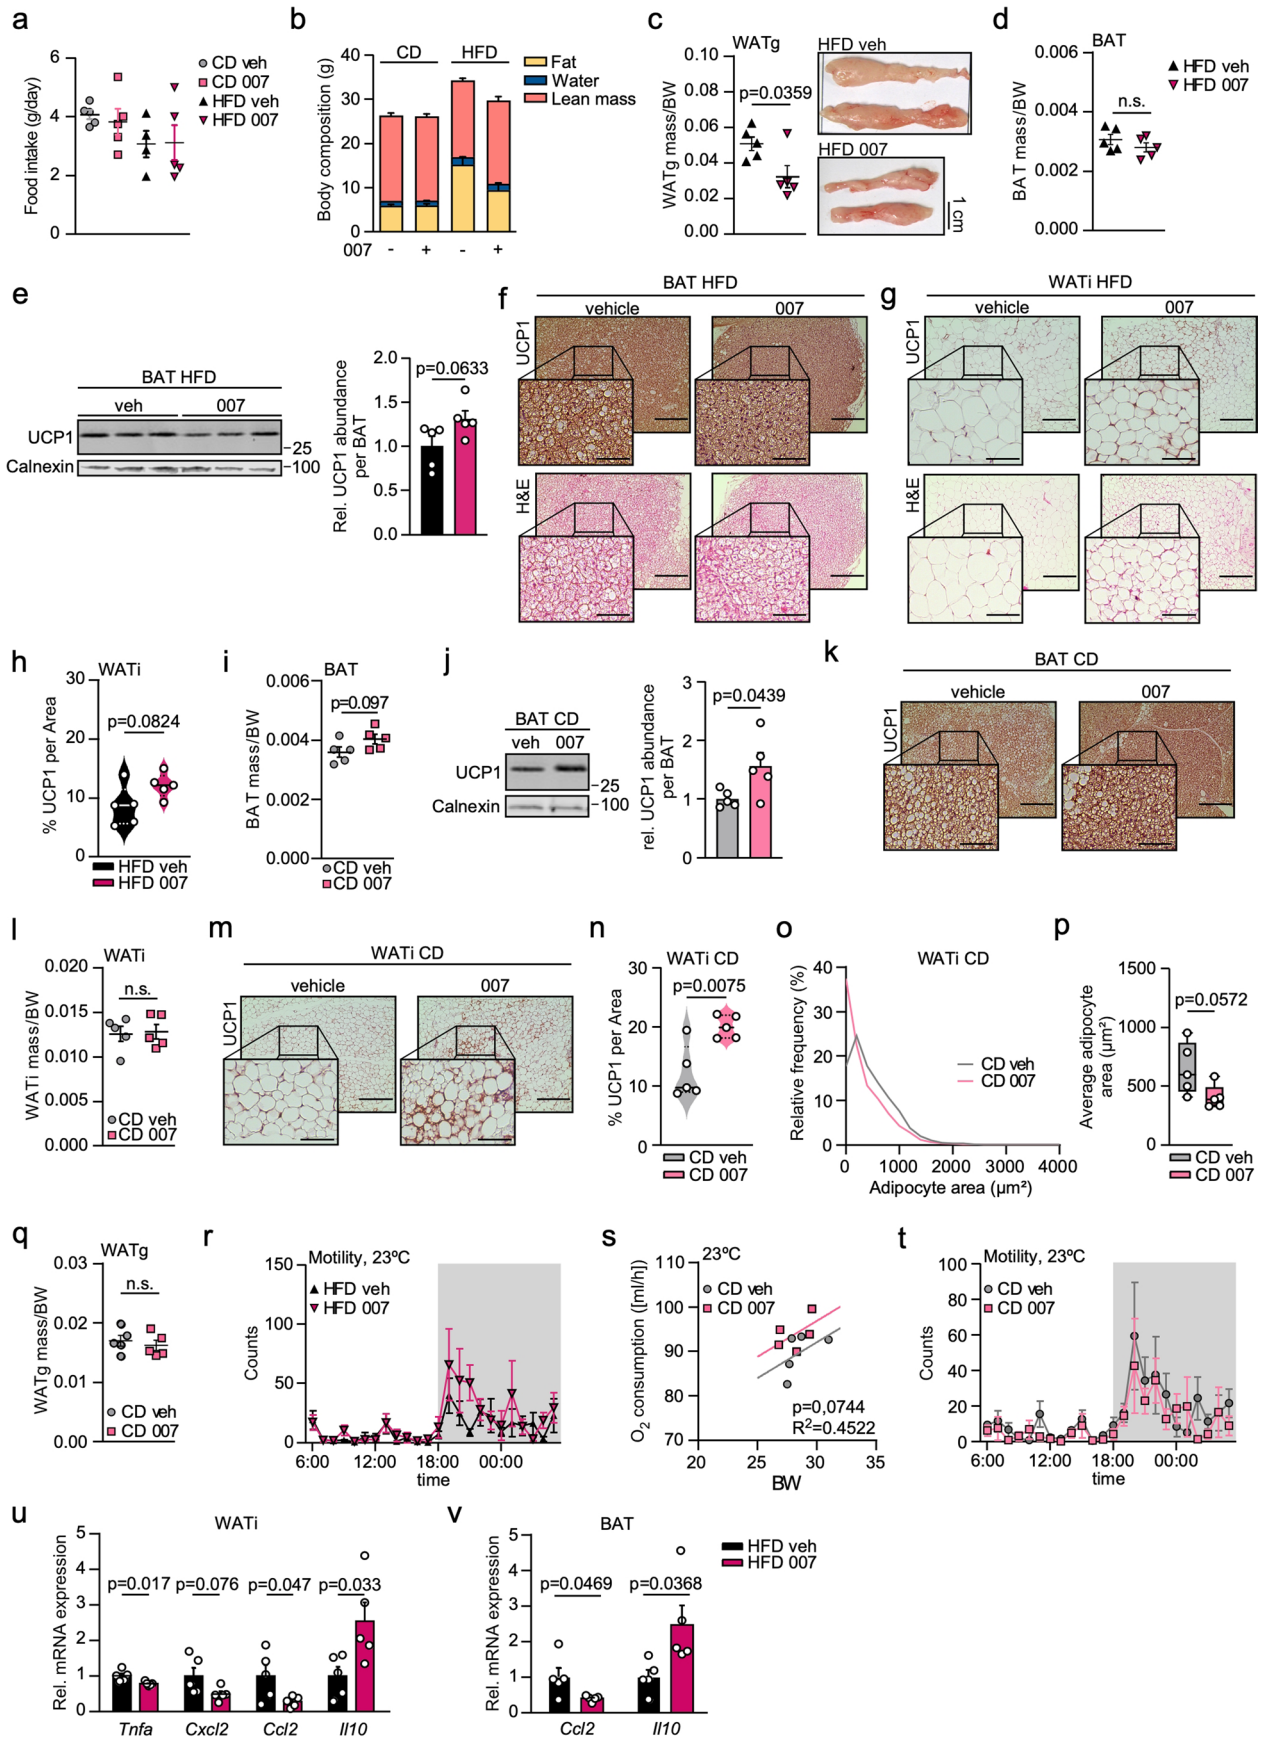 a
Food intake (g/day)
6
4
2
0
CD veh
CD 007
HFD veh
HFD 007
b
Body composition (g)
40
30
20
10
0
CD
HFD
007 - + - +
Fat
Water
Lean mass
c
WATg
WATg mass/BW
0.10
0.08
0.06
0.04
0.02
0.00
p=0.0359
HFD veh
HFD 007
1 cm
d
BAT
BAT mass/BW
0.006
0.004
0.002
0.000
n.s.
HFD veh
HFD 007
e
BAT HFD
veh 007
UCP1
Calnexin
-25
-100
Rel. UCP1 abundance
per BAT
2.0
1.5
1.0
0.5
0.0
p=0.0633
f
BAT HFD
vehicle 007
UCP1
H&E
g
WATi HFD
vehicle 007
UCP1
H&E
h
WATi
% UCP1 per Area
30
20
10
0
p=0.0824
HFD veh
HFD 007
i
BAT
BAT mass/BW
0.006
0.004
0.002
0.000
p=0.097
CD veh
CD 007
j
BAT CD
veh 007
UCP1
Calnexin
-25
-100
rel. UCP1 abundance
per BAT
3
2
1
0
p=0.0439
k
BAT CD
vehicle 007
UCP1
l
WATi
WATi mass/BW
0.020
0.015
0.010
0.005
0.000
n.s.
CD veh
CD 007
m
WATi CD
vehicle 007
UCP1
n
WATi CD
% UCP1 per Area
30
20
10
0
p=0.0075
CD veh
CD 007
o
WATi CD
Relative frequency (%)
40
30
20
10
0
CD veh
CD 007
0 1000 2000 3000 4000
Adipocyte area (µm²)
p
Average adipocyte
area (µm²)
1500
1000
500
0
p=0.0572
CD veh
CD 007
q
WATg
WATg mass/BW
0.03
0.02
0.01
0.00
n.s.
CD veh
CD 007
r
Motility, 23ºC
HFD veh
HFD 007
Counts
150
100
50
0
6:00 12:00 18:00 00:00
time
s
23ºC
CD veh
CD 007
O2 consumption ([ml/h])
110
100
90
80
70
p=0,0744
R²=0.4522
20 25 30 35
BW
t
Motility, 23ºC
CD veh
CD 007
Counts
100
80
60
40
20
0
6:00 12:00 18:00 00:00
time
u
WATi
Rel. mRNA expression
5
4
3
2
1
0
p=0.017 p=0.076 p=0.047 p=0.033
Tnfa Cxcl2 Ccl2 Il10
v
BAT
Rel. mRNA expression
5
4
3
2
1
0
p=0.0469 p=0.0368
Ccl2 Il10
HFD veh
HFD 007